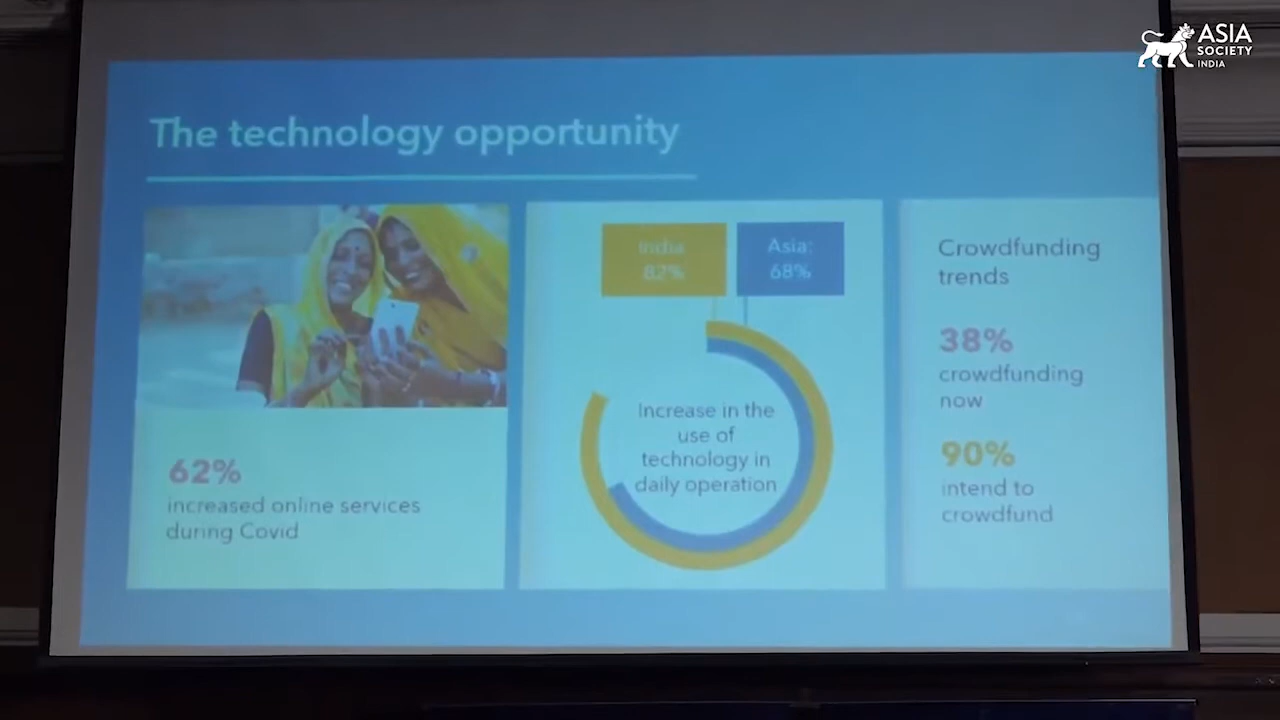 ASIA
SOCIETY
INDIA
The technology opportunity
62%
increased online services
during Covid
India
82%
Asia:
68%
Increase in the
use of
technology in
daily operation
Crowdfunding
trends
38%
crowdfunding
now
90%
intend to
crowdfund